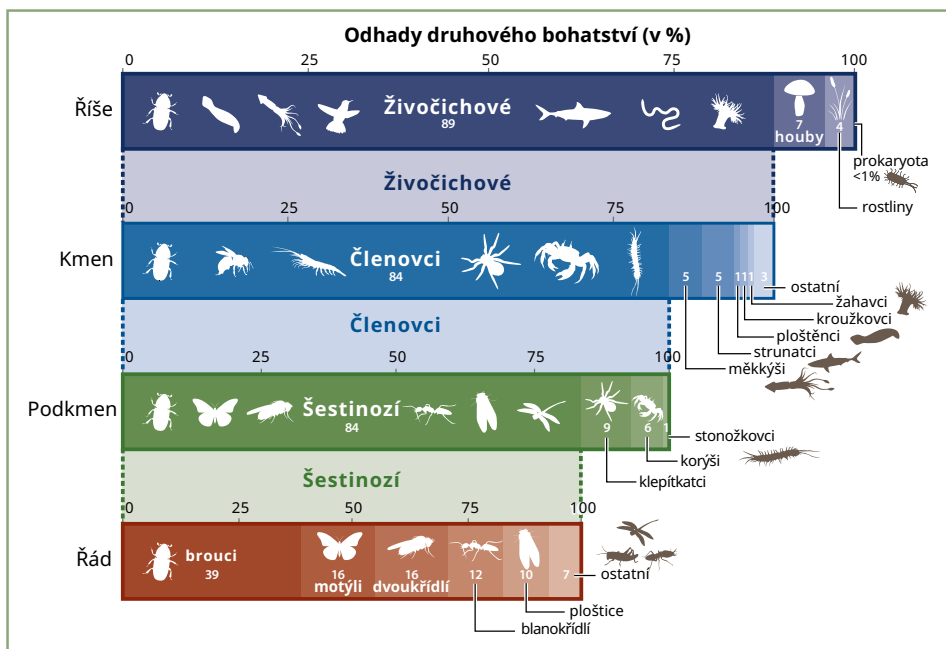 Odhady druhového bohatství (v %)
0 25 50 75 100
Říše
Živočichové
89
7
houby
4
prokaryota
<1%
rostliny
Živočichové
0 25 50 75 100
Kmen
Členovci
84
5 5 1 1 1 3
ostatní
žahavci
kroužkovci
ploštěnci
strunatci
měkkýši
Členovci
0 25 50 75 100
Podkmen
Šestinozí
84
9 6 1
stonožkovci
korýši
klepítkatci
Šestinozí
0 25 50 75 100
Řád
brouci
39
16
motýli
16
dvoukřídlí
12 10 7
ostatní
ploštice
blanokřídlí